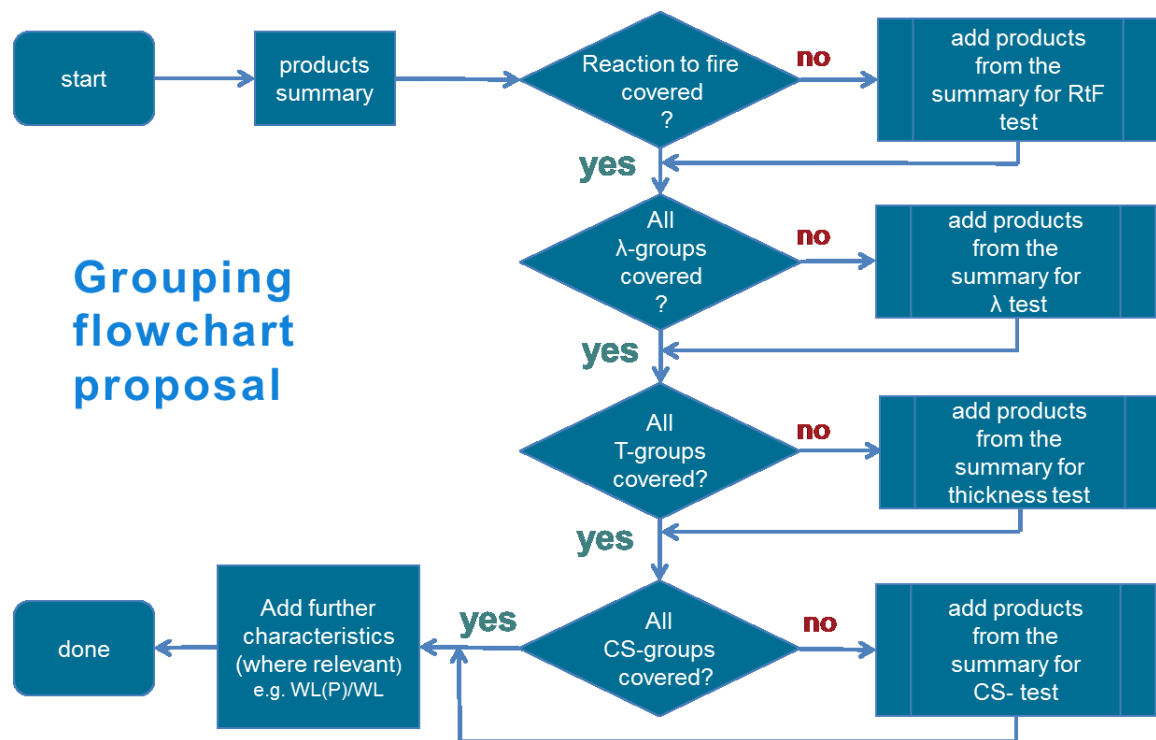 start
products
summary
Reaction to fire
covered
?
no
add products
from the
summary for RtF
test
yes
All
λ-groups
covered
?
no
add products
from the
summary for
λ test
Grouping
flowchart
proposal
yes
All
T-groups
covered?
no
add products
from the
summary for
thickness test
yes
All
CS-groups
covered?
no
add products
from the
summary for
CS- test
yes
Add further
characteristics
(where relevant)
e.g. WL(P)/WL
done